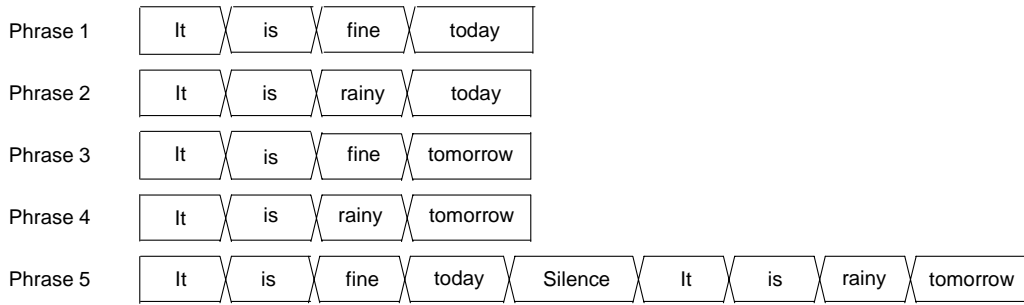 Phrase 1 It is fine today
Phrase 2 It is rainy today
Phrase 3 It is fine tomorrow
Phrase 4 It is rainy tomorrow
Phrase 5 It is fine today Silence It is rainy tomorrow